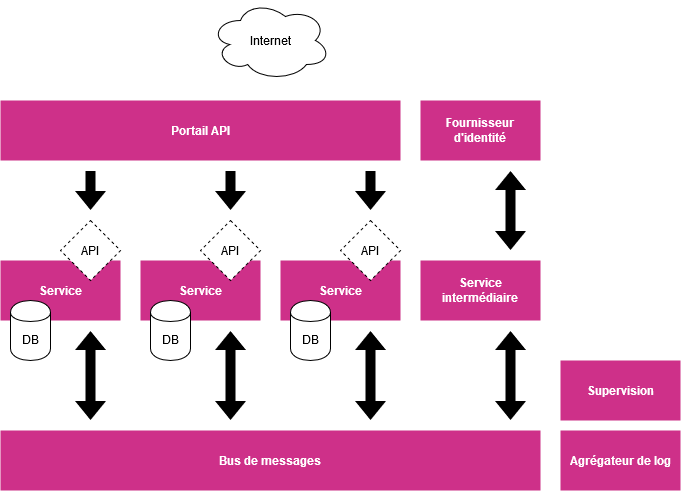 Internet
Portail API
Fournisseur
d'identité
API
API
API
Service
Service
Service
Service
intermédiaire
DB
DB
DB
Supervision
Bus de messages
Agrégateur de log